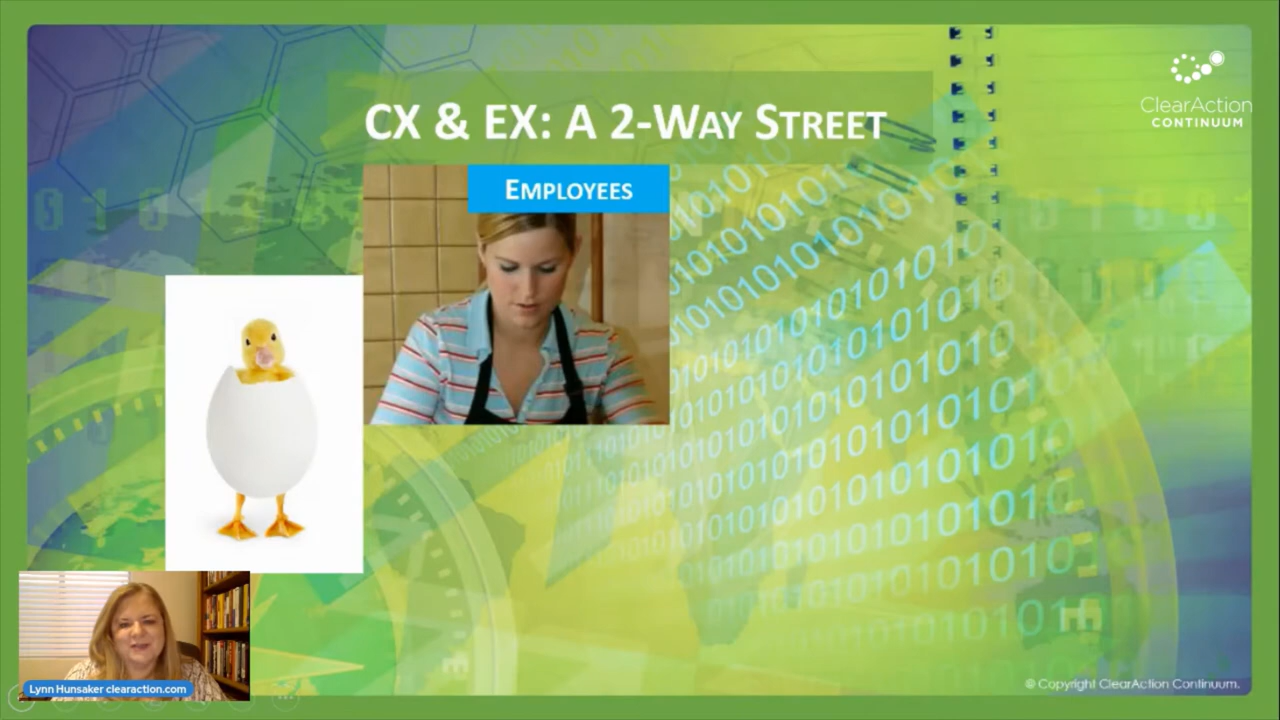 CX & EX: A 2-WAY STREET
ClearAction
CONTINUUM
EMPLOYEES
Lynn Hunsaker clearaction.com
© Copyright ClearAction Continuum.